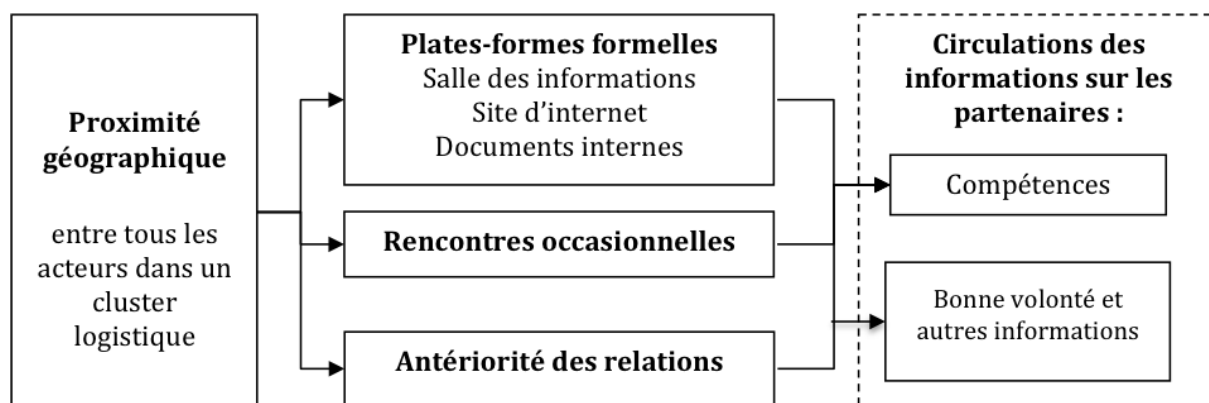 Proximité
géographique
entre tous les
acteurs dans un
cluster
logistique
Plates-formes formelles
Salle des informations
Site d’internet
Documents internes
Rencontres occasionnelles
Antériorité des relations
Circulations des
informations sur les
partenaires :
Compétences
Bonne volonté et
autres informations